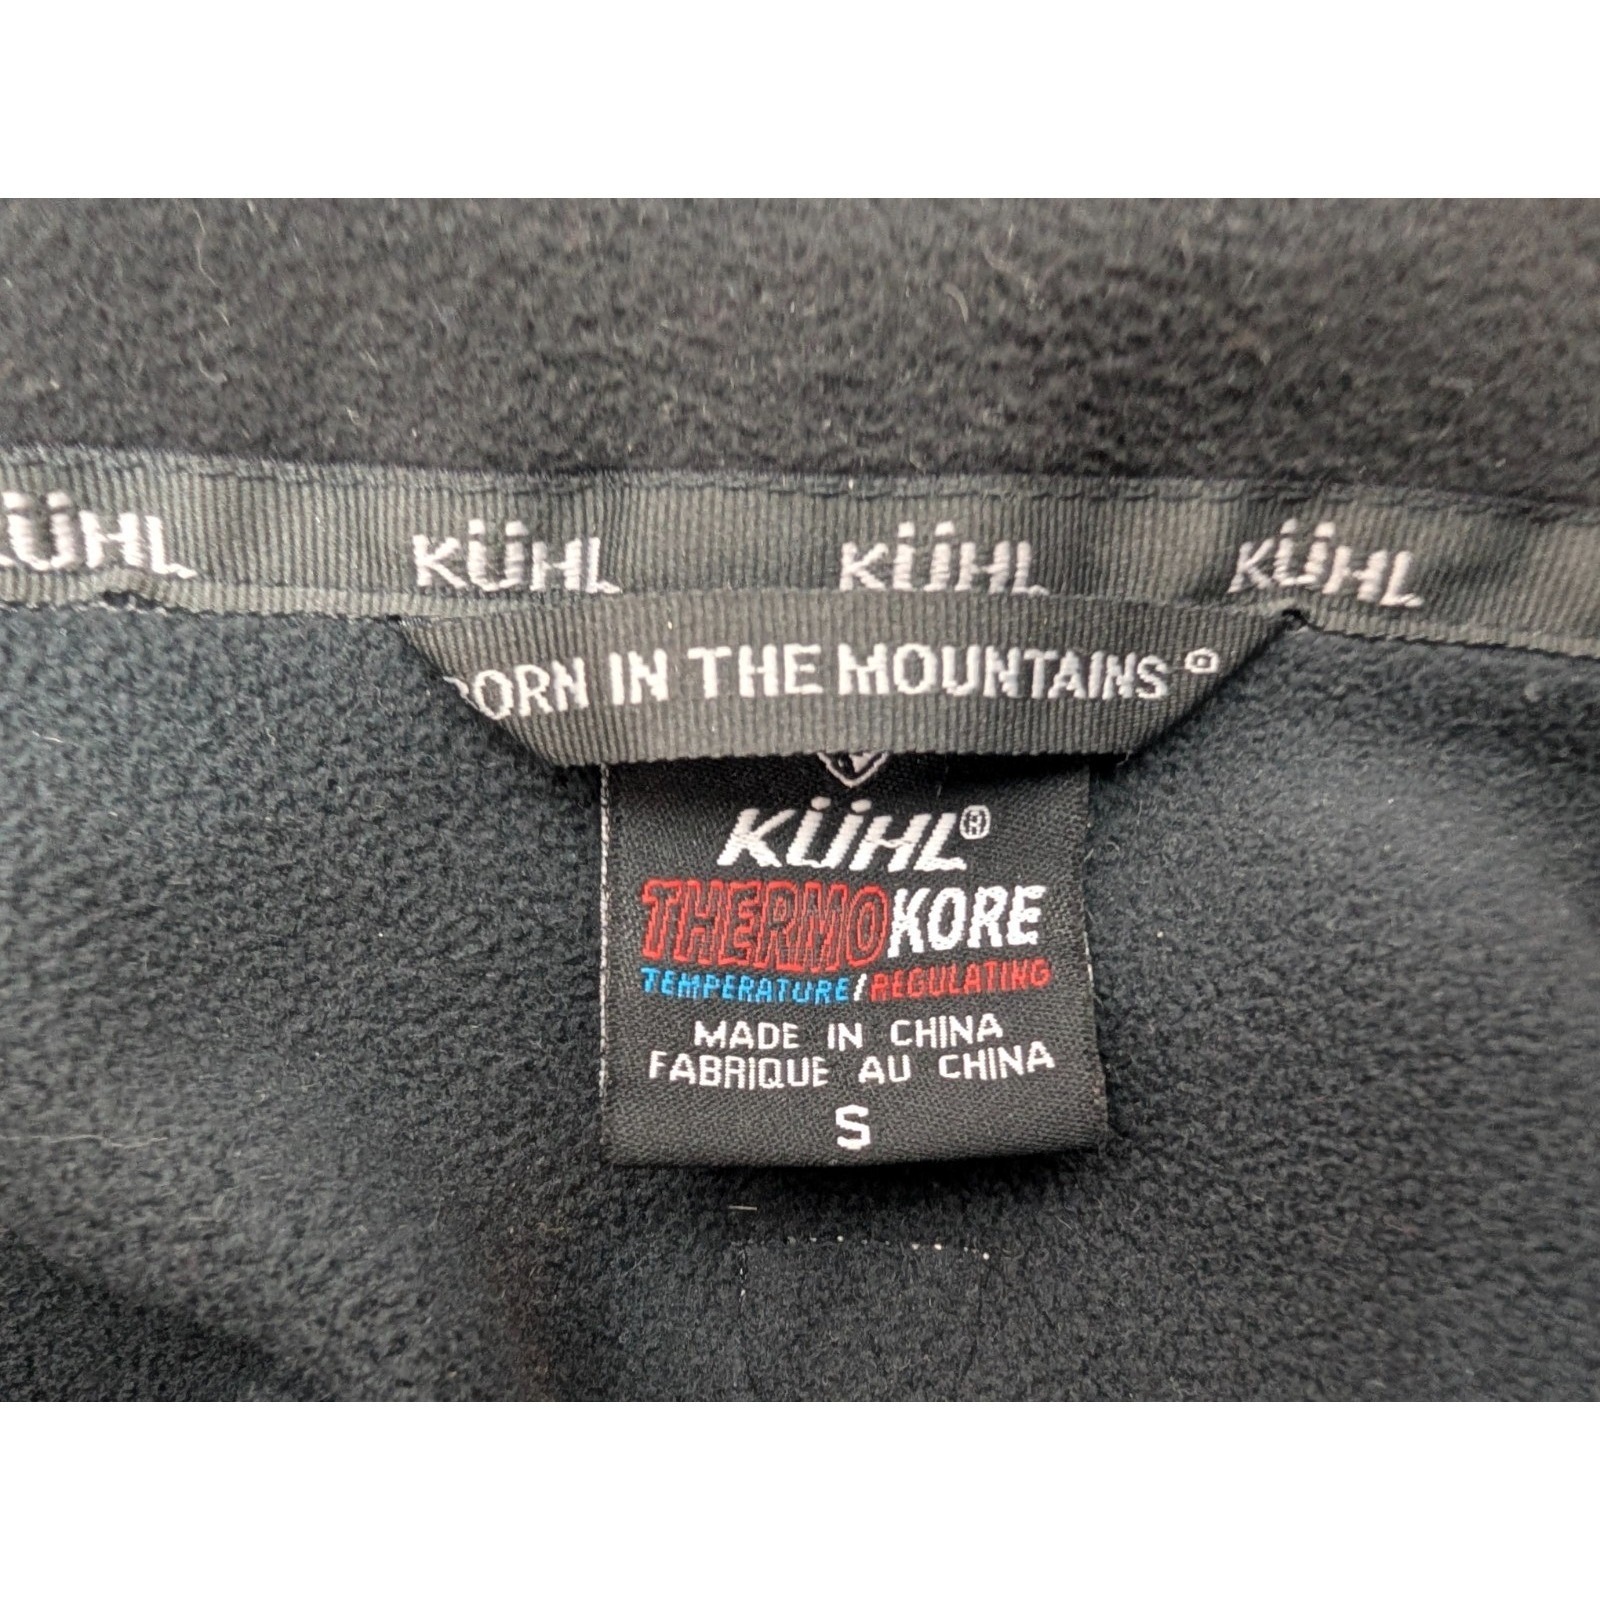 KÜHL KÜHL KÜHL KÜHL
BORN IN THE MOUNTAINS ®
KÜHL®
THERMOKORE
TEMPERATURE/REGULATING
MADE IN CHINA
FABRIQUE AU CHINA
S